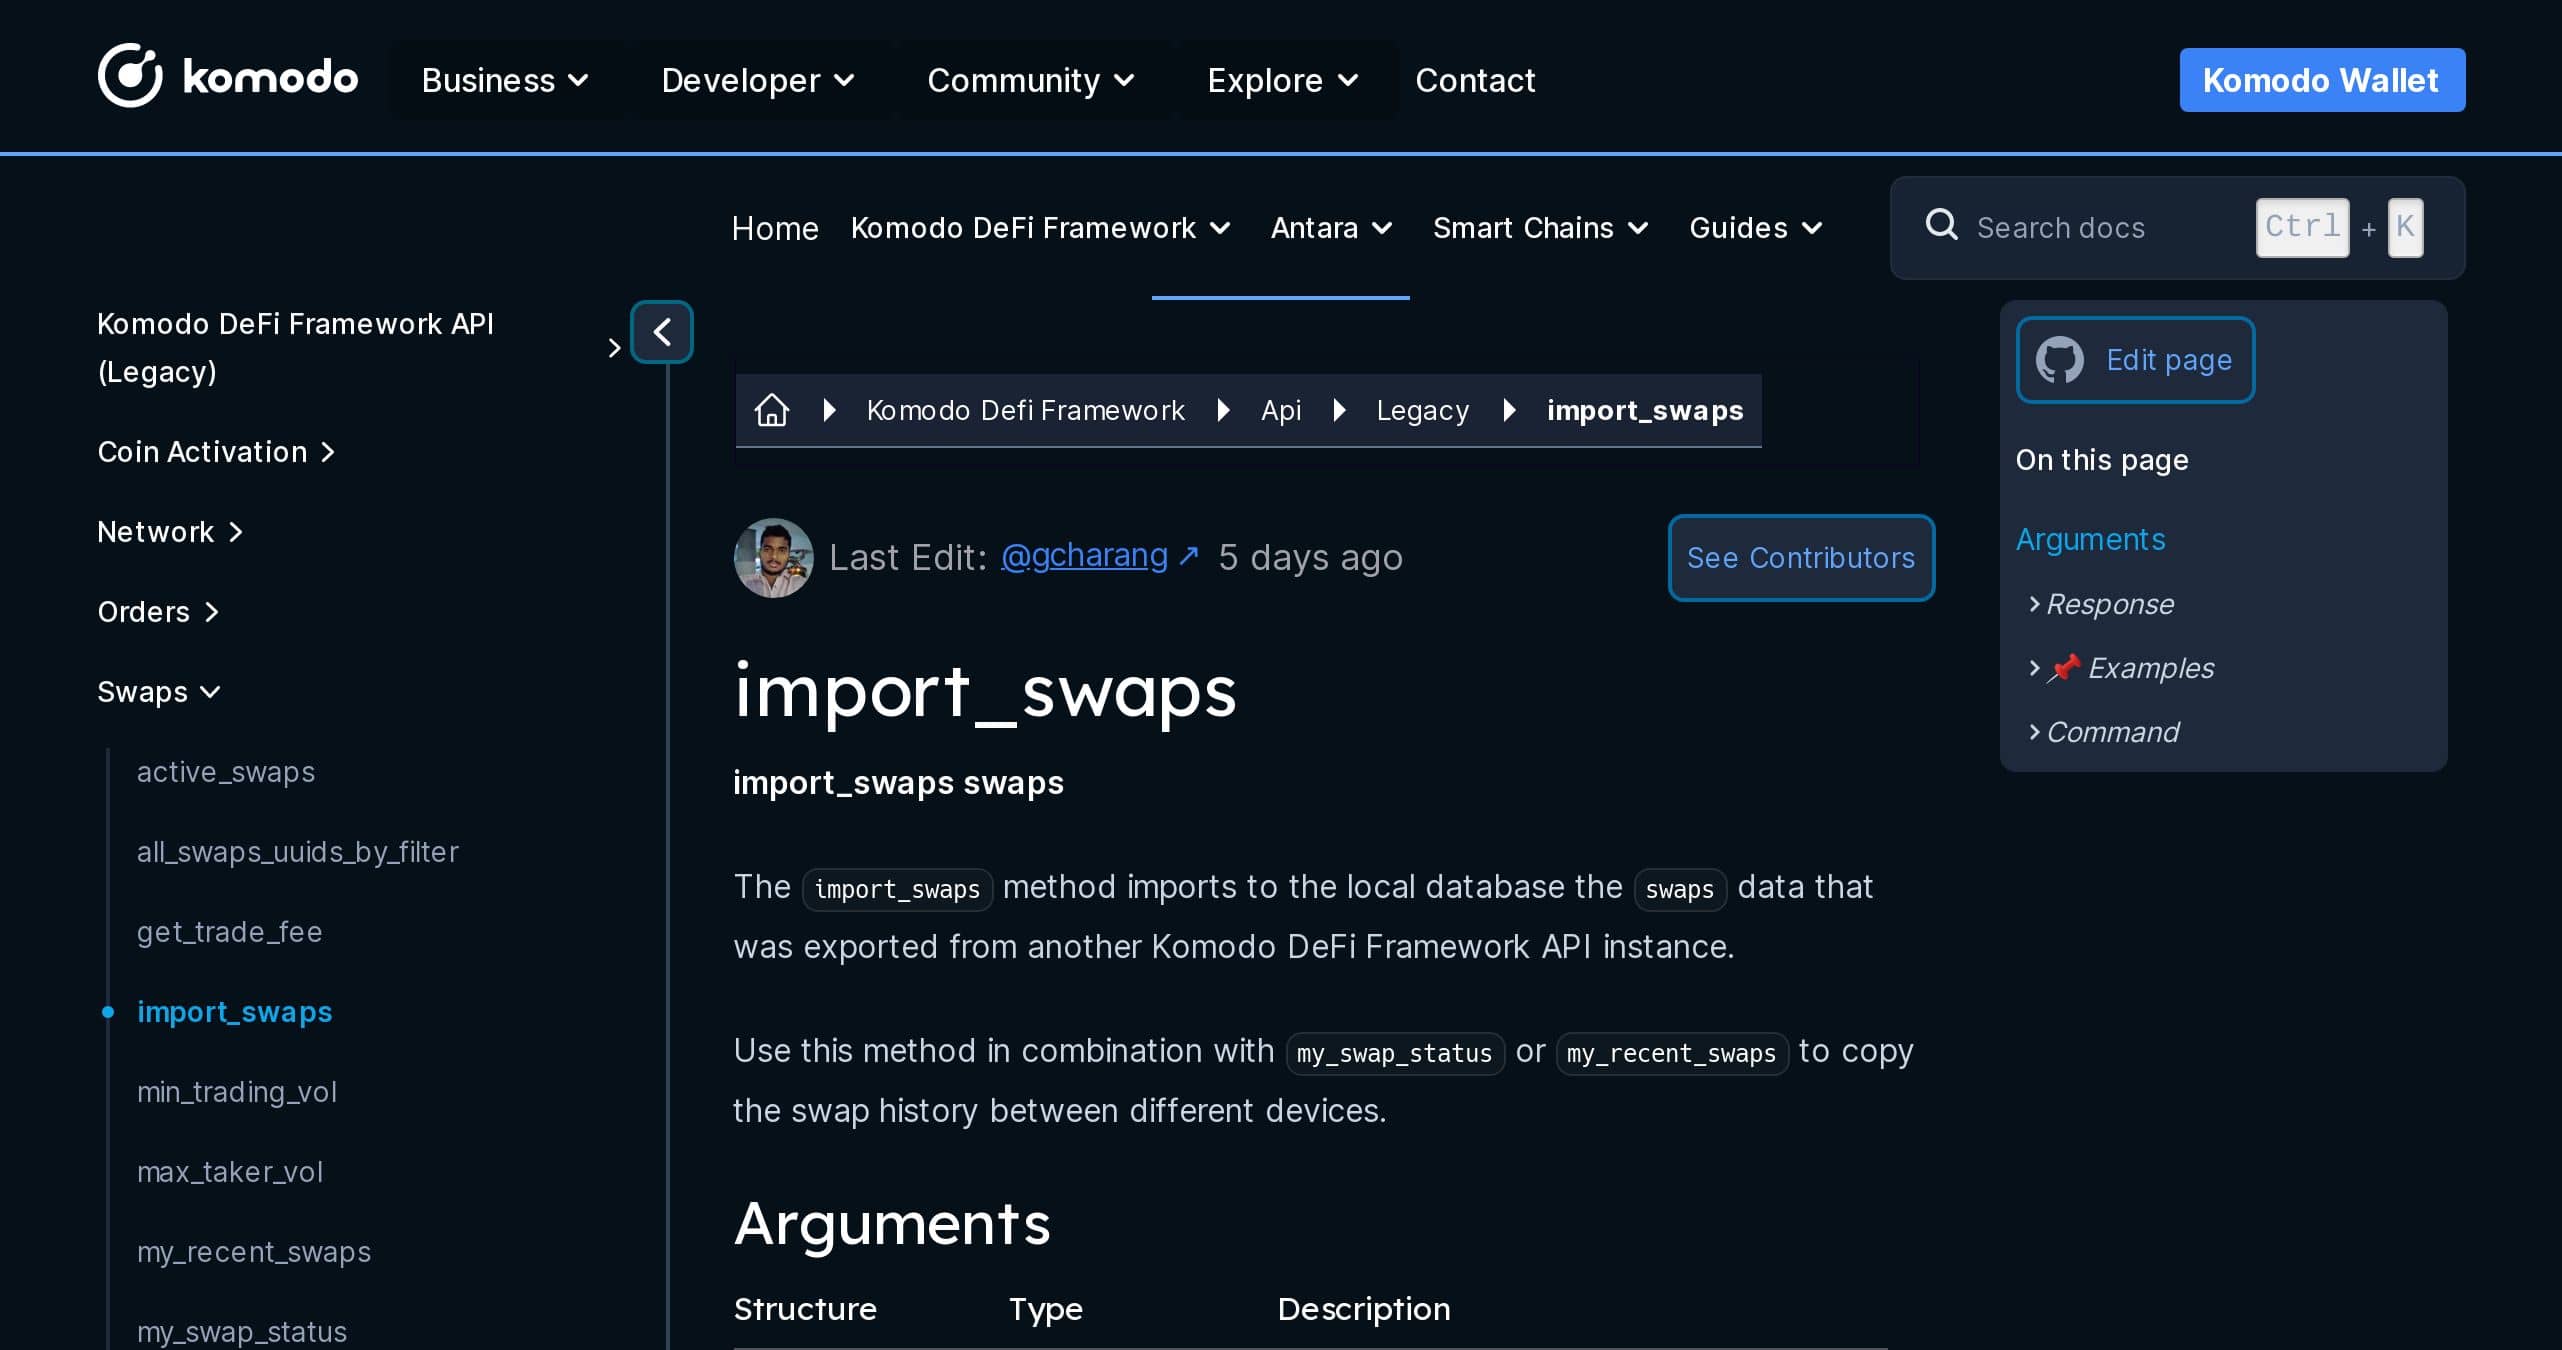 komodo
Business
Developer
Community
Explore
Contact
Komodo Wallet
Home
Komodo DeFi Framework
Antara
Smart Chains
Guides
Search docs
Ctrl + K
Komodo DeFi Framework API
(Legacy)
Coin Activation
Network
Orders
Swaps
active_swaps
all_swaps_uuids_by_filter
get_trade_fee
import_swaps
min_trading_vol
max_taker_vol
my_recent_swaps
my_swap_status
Komodo Defi Framework
Api
Legacy
import_swaps
Last Edit: @gcharang ↗ 5 days ago
See Contributors
import_swaps
import_swaps swaps
The import_swaps method imports to the local database the swaps data that
was exported from another Komodo DeFi Framework API instance.
Use this method in combination with my_swap_status or my_recent_swaps to copy
the swap history between different devices.
Arguments
Structure Type Description
Edit page
On this page
Arguments
Response
📌 Examples
Command